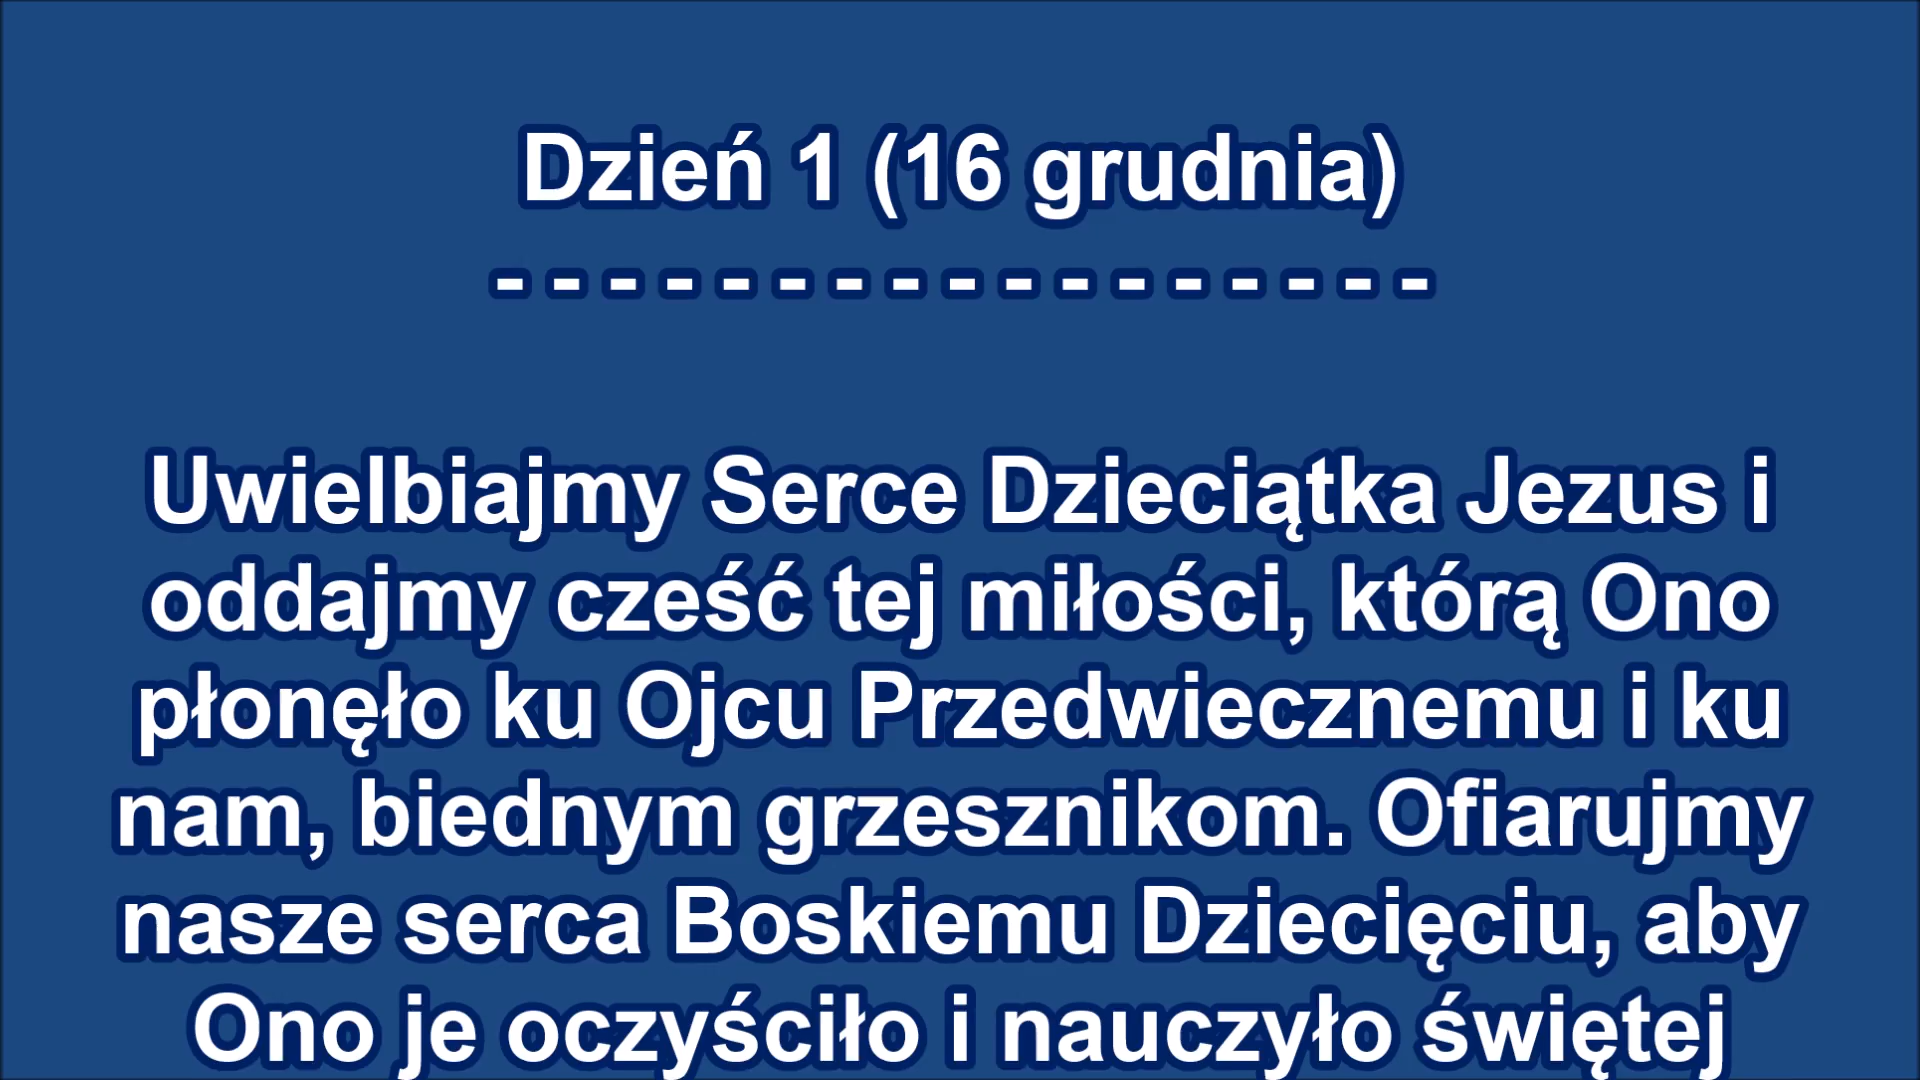 Dzień 1 (16 grudnia)
- - - - - - - - - - - - - - - - -
Uwielbiajmy Serce Dzieciątka Jezus i
oddajmy cześć tej miłości, którą Ono
płonęło ku Ojcu Przedwiecznemu i ku
nam, biednym grzesznikom. Ofiarujmy
nasze serca Boskiemu Dziecięciu, aby
Ono je oczyściło i nauczyło świętej